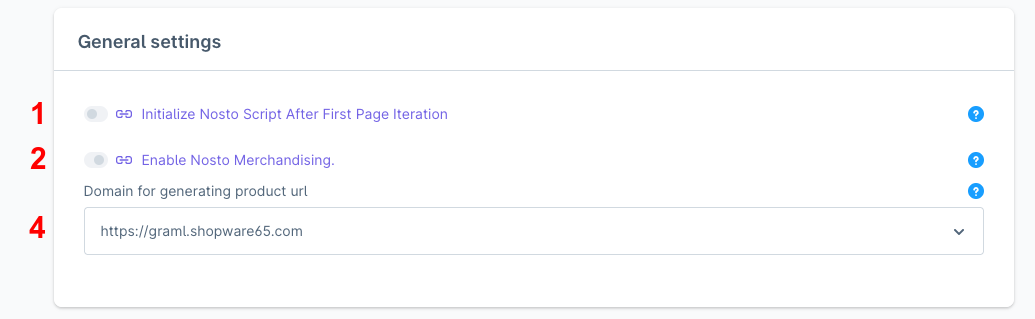 General settings
1 Initialize Nosto Script After First Page Iteration ?
2 Enable Nosto Merchandising. ?
Domain for generating product url ?
4 https://graml.shopware65.com